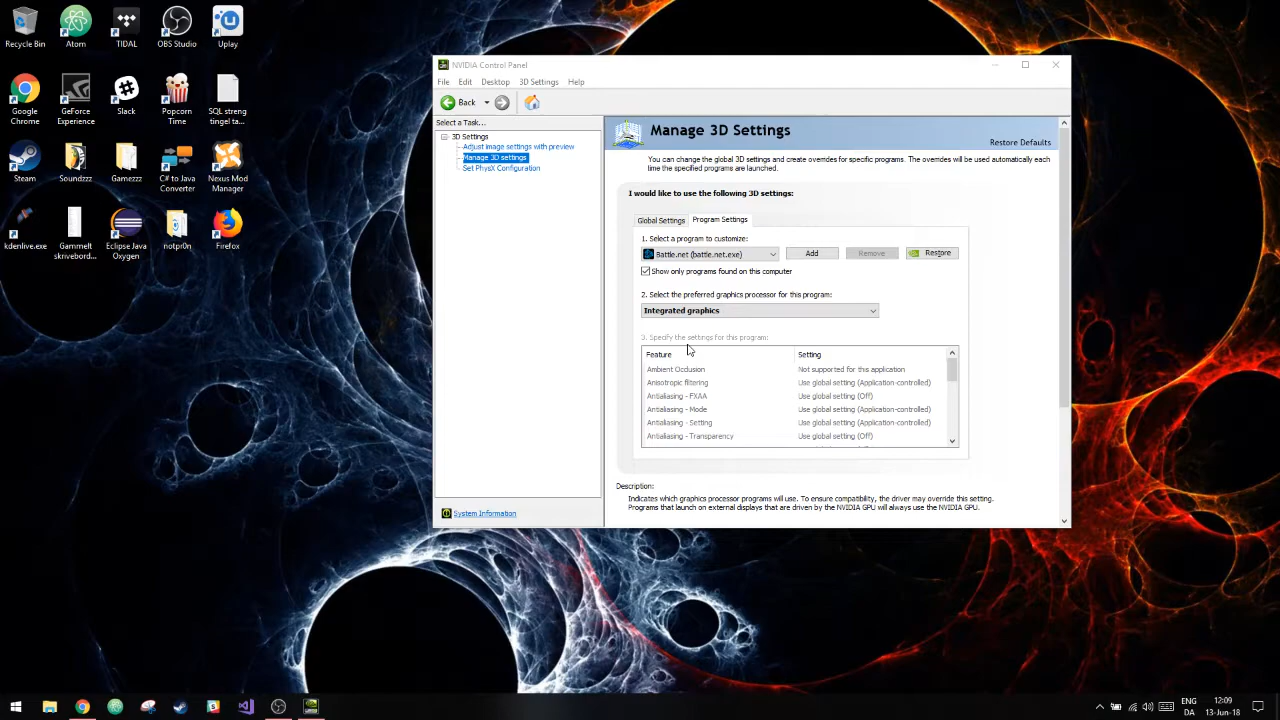 Recycle Bin
Atom
TIDAL
OBS Studio
Uplay
Google
Chrome
GeForce
Experience
Slack
Popcorn
Time
SQL streng
tingel ta...
Steam
Soundzzz
Gamezzz
C# to Java
Converter
Nexus Mod
Manager
kdenlive.exe
Gammelt
skrivebord...
Eclipse Java
Oxygen
notpr0n
Firefox
NVIDIA Control Panel
File Edit Desktop 3D Settings Help
Back
Select a Task...
3D Settings
Adjust image settings with preview
Manage 3D settings
Set PhysX Configuration
System Information
Manage 3D Settings
Restore Defaults
You can change the global 3D settings and create overrides for specific programs. The overrides will be used automatically each
time the specified programs are launched.
I would like to use the following 3D settings:
Global Settings Program Settings
1. Select a program to customize:
Battle.net (battle.net.exe) Add Remove Restore
Show only programs found on this computer
2. Select the preferred graphics processor for this program:
Integrated graphics
3. Specify the settings for this program:
Feature Setting
Ambient Occlusion Not supported for this application
Anisotropic filtering Use global setting (Application-controlled)
Antialiasing - FXAA Use global setting (Off)
Antialiasing - Mode Use global setting (Application-controlled)
Antialiasing - Setting Use global setting (Application-controlled)
Antialiasing - Transparency Use global setting (Off)
Description:
Indicates which graphics processor programs will use. To ensure compatibility, the driver may override this setting.
Programs that launch on external displays that are driven by the NVIDIA GPU will always use the NVIDIA GPU.
ENG
DA
12:09
13-Jun-18